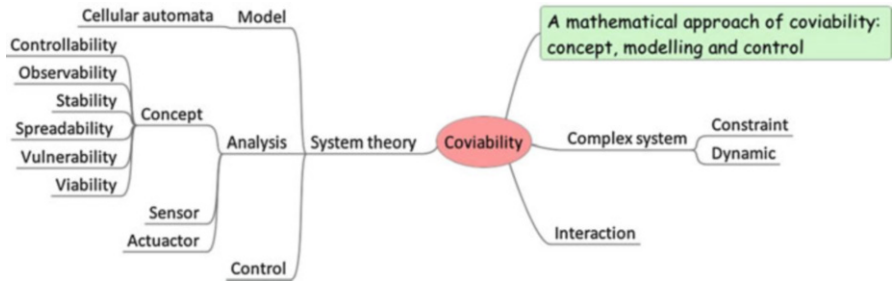 Cellular automata
Model
Controllability
Observability
Stability
Spreadability
Vulnerability
Viability
Concept
Sensor
Actuactor
Analysis
Control
System theory
Coviability
A mathematical approach of coviability:
concept, modelling and control
Complex system
Constraint
Dynamic
Interaction